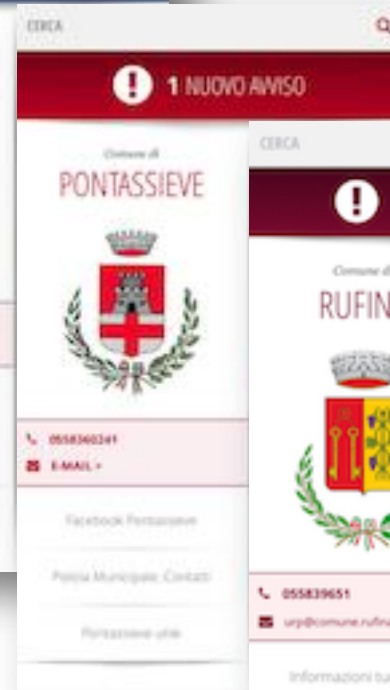 CERCA
1 NUOVO AVVISO
Comune di
PONTASSIEVE
0558360241
E-MAIL
Facebook Pontassieve
Polizia Municipale: Contatti
Pontassieve utile
CERCA
Comune di
RUFIN
055839651
urp@comune.rufina
Informazioni tu